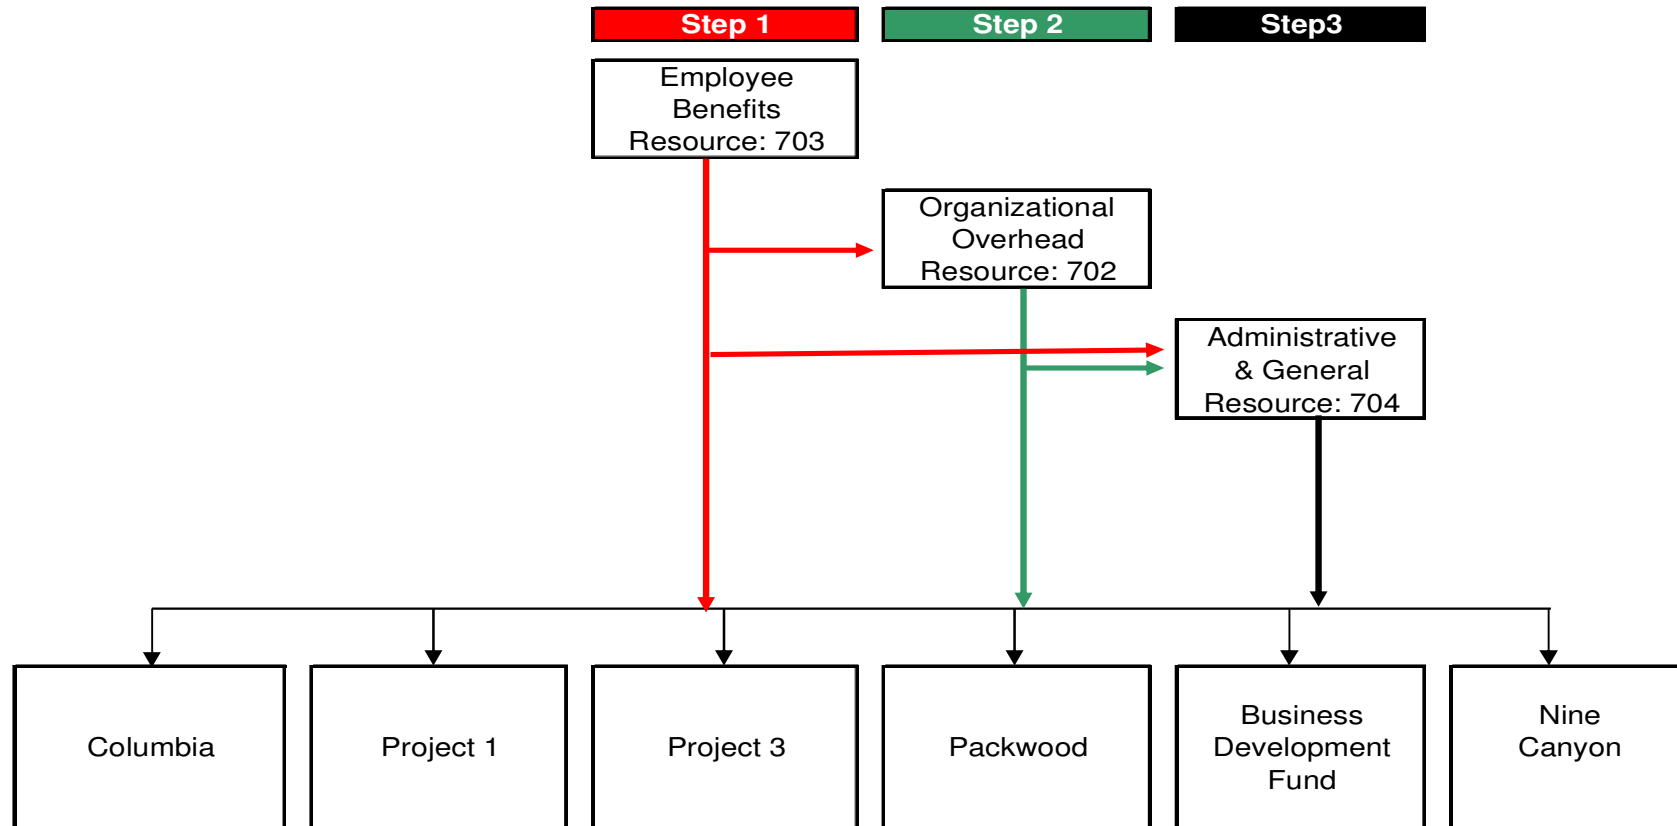 Step 1
Step 2
Step3
Employee
Benefits
Resource: 703
Organizational
Overhead
Resource: 702
Administrative
& General
Resource: 704
Columbia
Project 1
Project 3
Packwood
Business
Development
Fund
Nine
Canyon